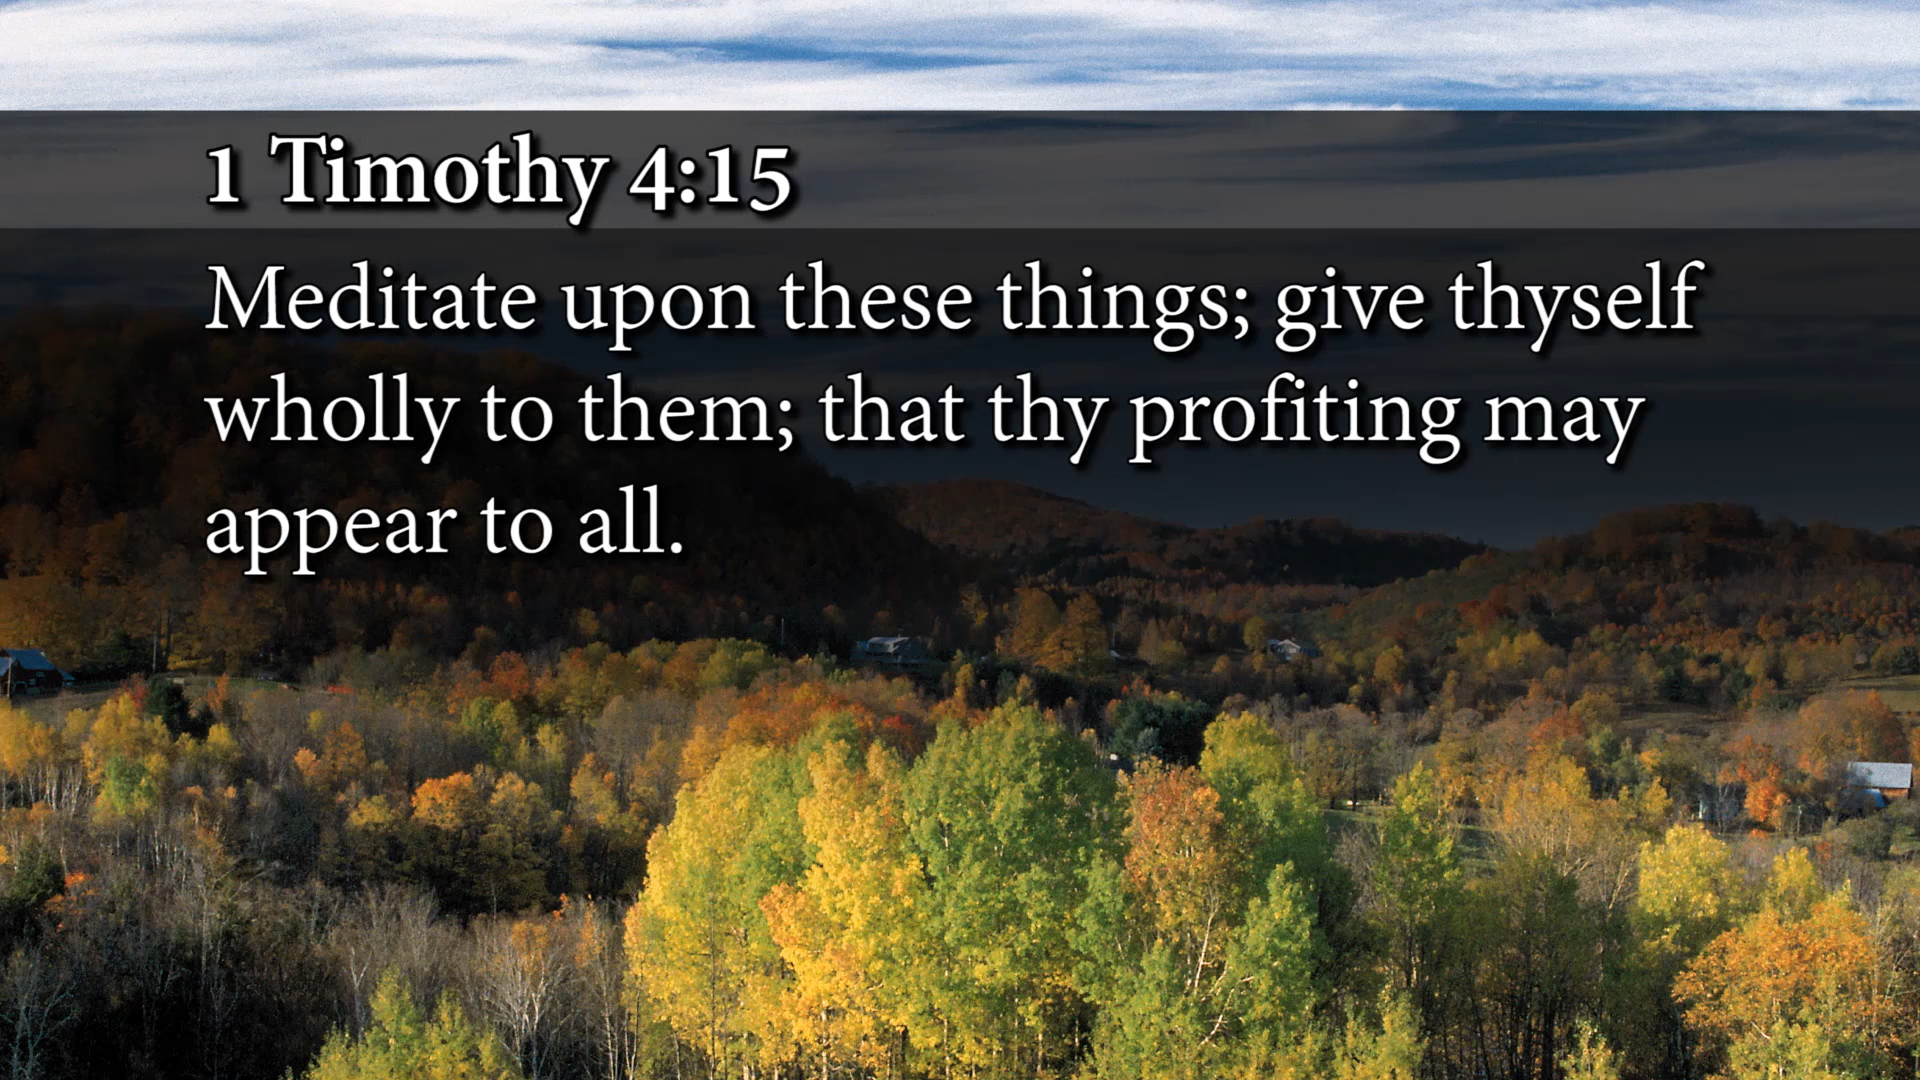 1 Timothy 4:15
Meditate upon these things; give thyself
wholly to them; that thy profiting may
appear to all.